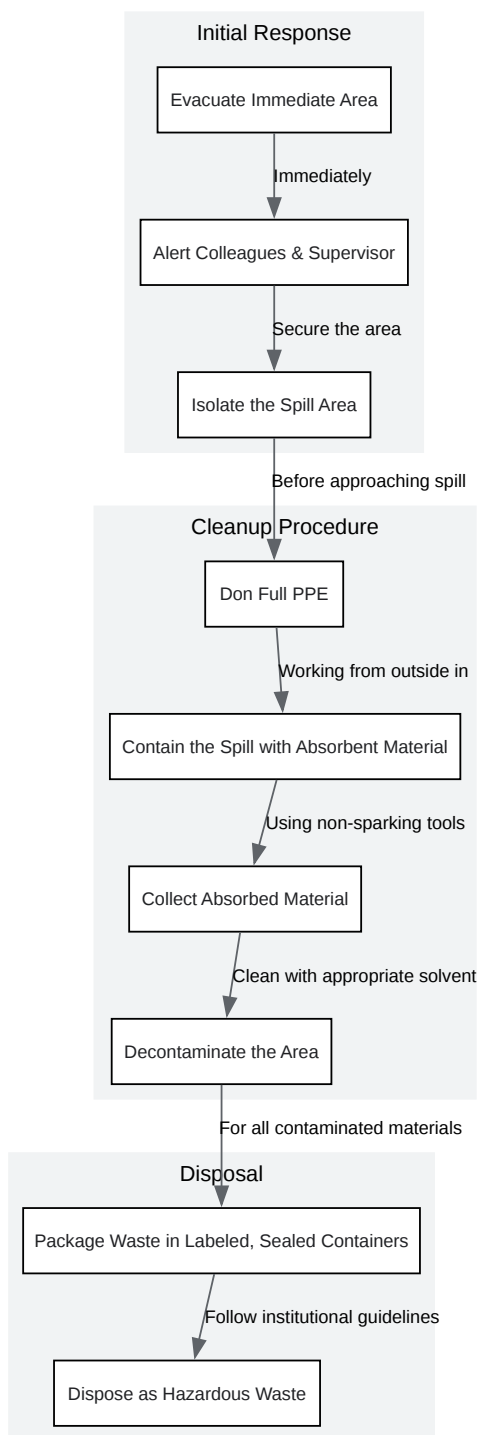 Initial Response
Evacuate Immediate Area
Immediately
Alert Colleagues & Supervisor
Secure the area
Isolate the Spill Area
Before approaching spill
Cleanup Procedure
Don Full PPE
Working from outside in
Contain the Spill with Absorbent Material
Using non-sparking tools
Collect Absorbed Material
Clean with appropriate solvent
Decontaminate the Area
For all contaminated materials
Disposal
Package Waste in Labeled, Sealed Containers
Follow institutional guidelines
Dispose as Hazardous Waste